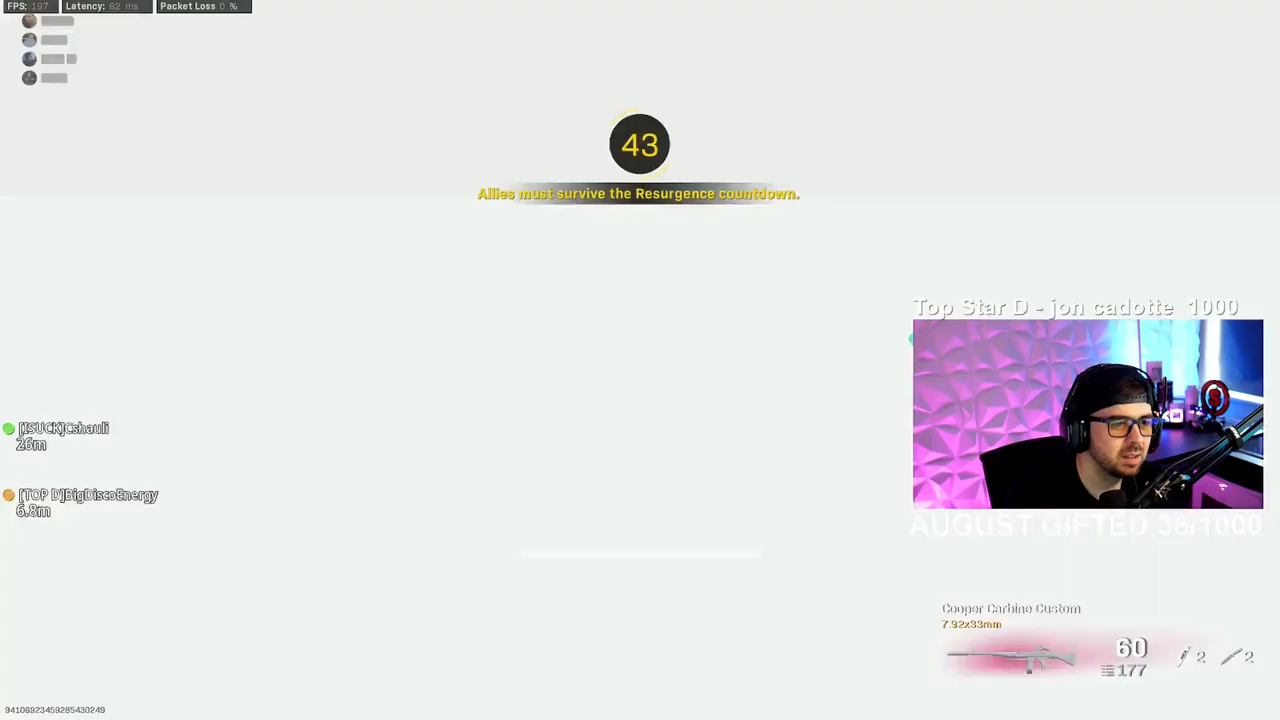 FPS: 197 Latency: 62 ms Packet Loss 0 %
43
Allies must survive the Resurgence countdown.
Top Star D - jon cadotte 1000
[[ISUCK]Cshauli
26m
[TOP D]BigDiscoEnergy
6.8m
AUGUST GIFTED 38/1000
Cooper Carbine Custom
7.92x33mm
60
177
2
2
94106923459285430249